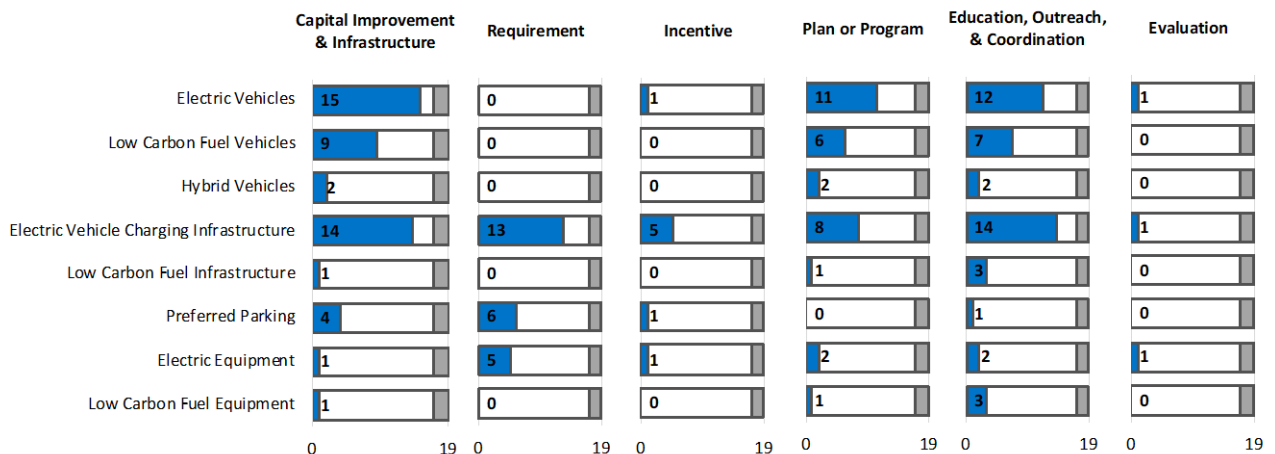 Capital Improvement & Infrastructure
Requirement
Incentive
Plan or Program
Education, Outreach, & Coordination
Evaluation
Electric Vehicles 15 0 1 11 12 1
Low Carbon Fuel Vehicles 9 0 0 6 7 0
Hybrid Vehicles 2 0 0 2 2 0
Electric Vehicle Charging Infrastructure 14 13 5 8 14 1
Low Carbon Fuel Infrastructure 1 0 0 1 3 0
Preferred Parking 4 6 1 0 1 0
Electric Equipment 1 5 1 2 2 1
Low Carbon Fuel Equipment 1 0 0 1 3 0
0 19 0 19 0 19 0 19 0 19 0 19